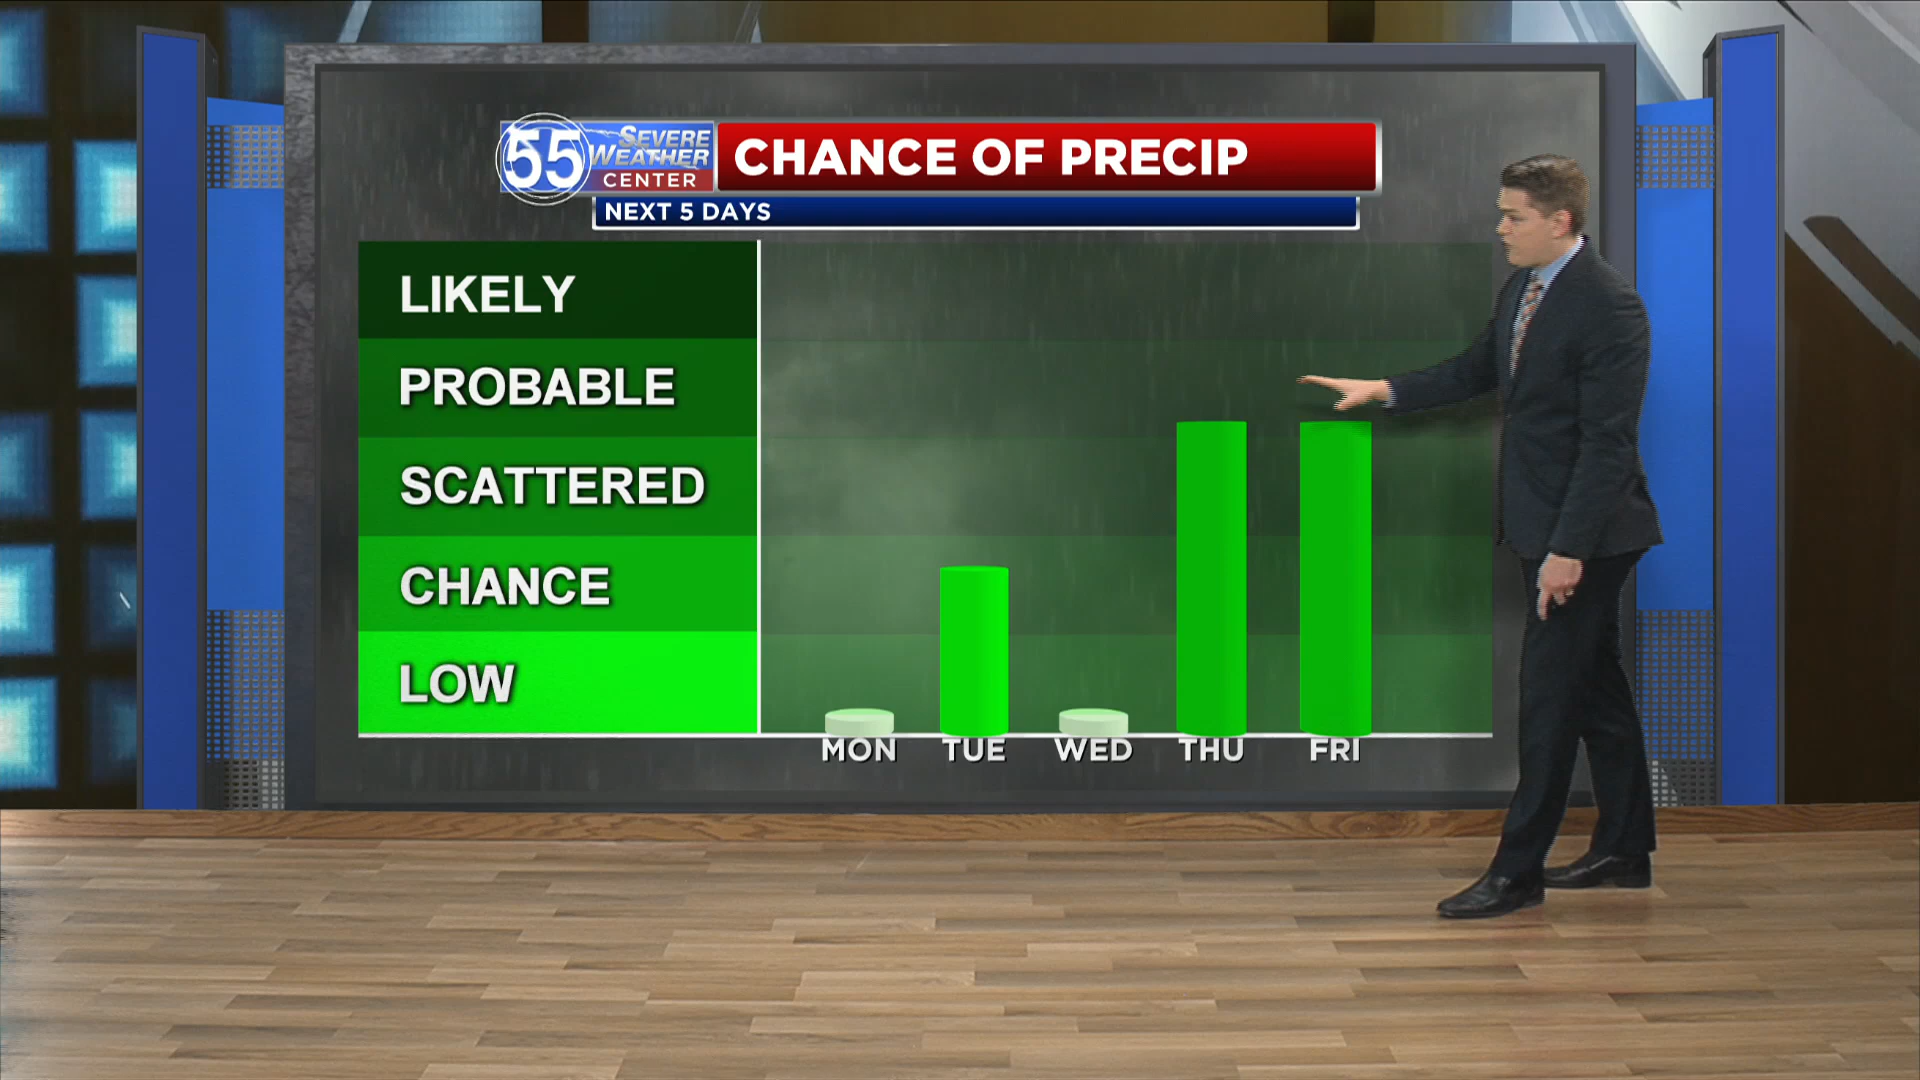 55 SEVERE WEATHER CENTER
CHANCE OF PRECIP
NEXT 5 DAYS
LIKELY
PROBABLE
SCATTERED
CHANCE
LOW
MON TUE WED THU FRI